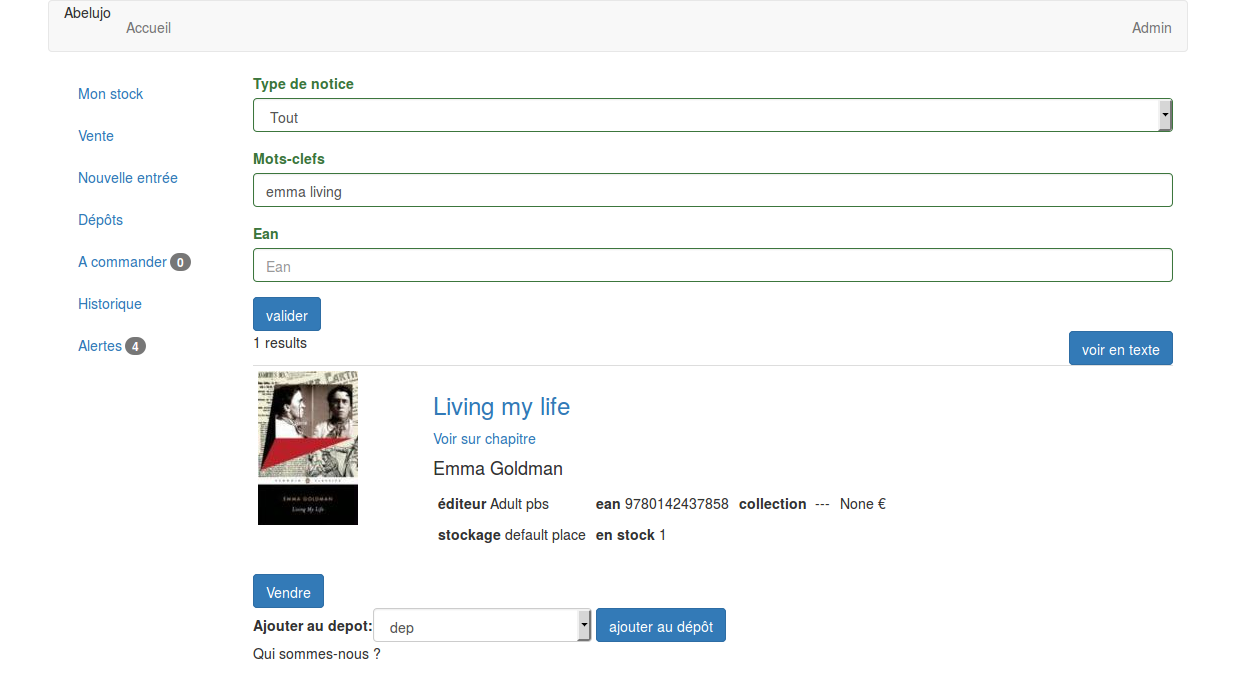 Abelujo
Accueil
Admin
Mon stock
Vente
Nouvelle entrée
Dépôts
A commander 0
Historique
Alertes 4
Type de notice
Tout
Mots-clefs
emma living
Ean
Ean
valider
1 results
voir en texte
EMMA GOLDMAN
Living My Life
Living my life
Voir sur chapitre
Emma Goldman
éditeur Adult pbs ean 9780142437858 collection --- None €
stockage default place en stock 1
Vendre
Ajouter au depot: dep ajouter au dépôt
Qui sommes-nous ?